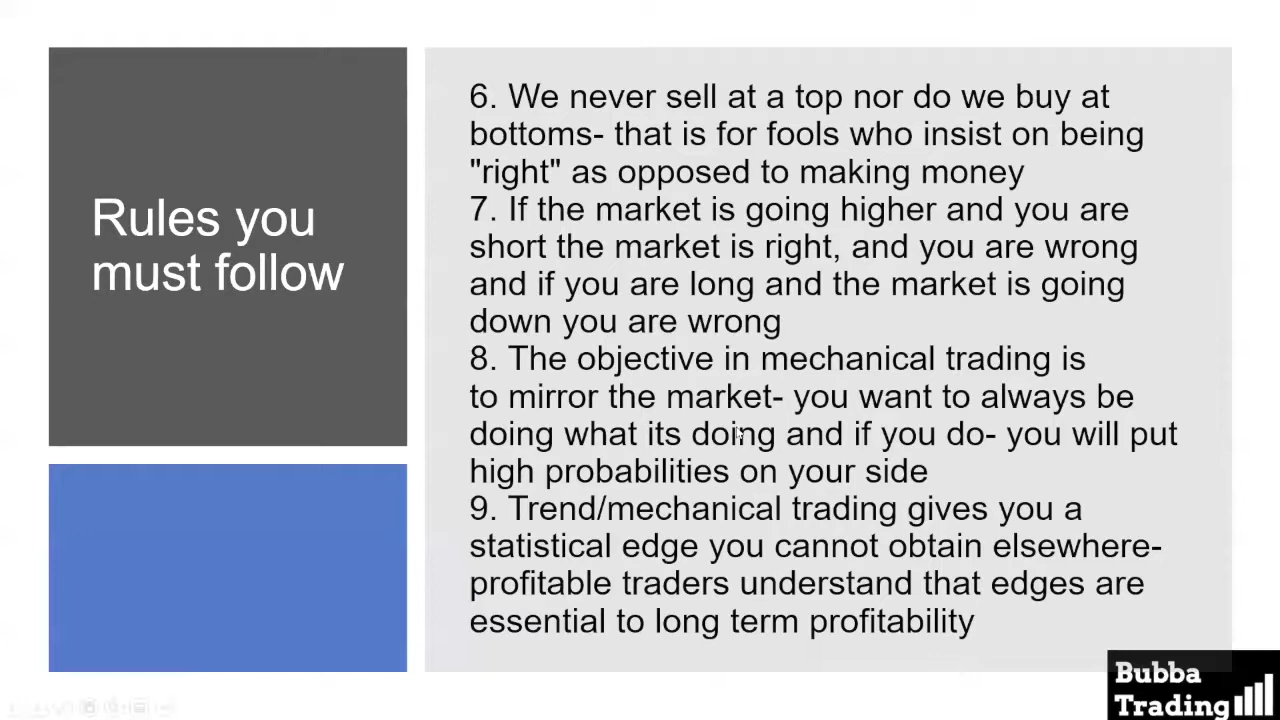 Rules you
must follow
6. We never sell at a top nor do we buy at
bottoms- that is for fools who insist on being
"right" as opposed to making money
7. If the market is going higher and you are
short the market is right, and you are wrong
and if you are long and the market is going
down you are wrong
8. The objective in mechanical trading is
to mirror the market- you want to always be
doing what its doing and if you do- you will put
high probabilities on your side
9. Trend/mechanical trading gives you a
statistical edge you cannot obtain elsewhere-
profitable traders understand that edges are
essential to long term profitability
Bubba
Trading